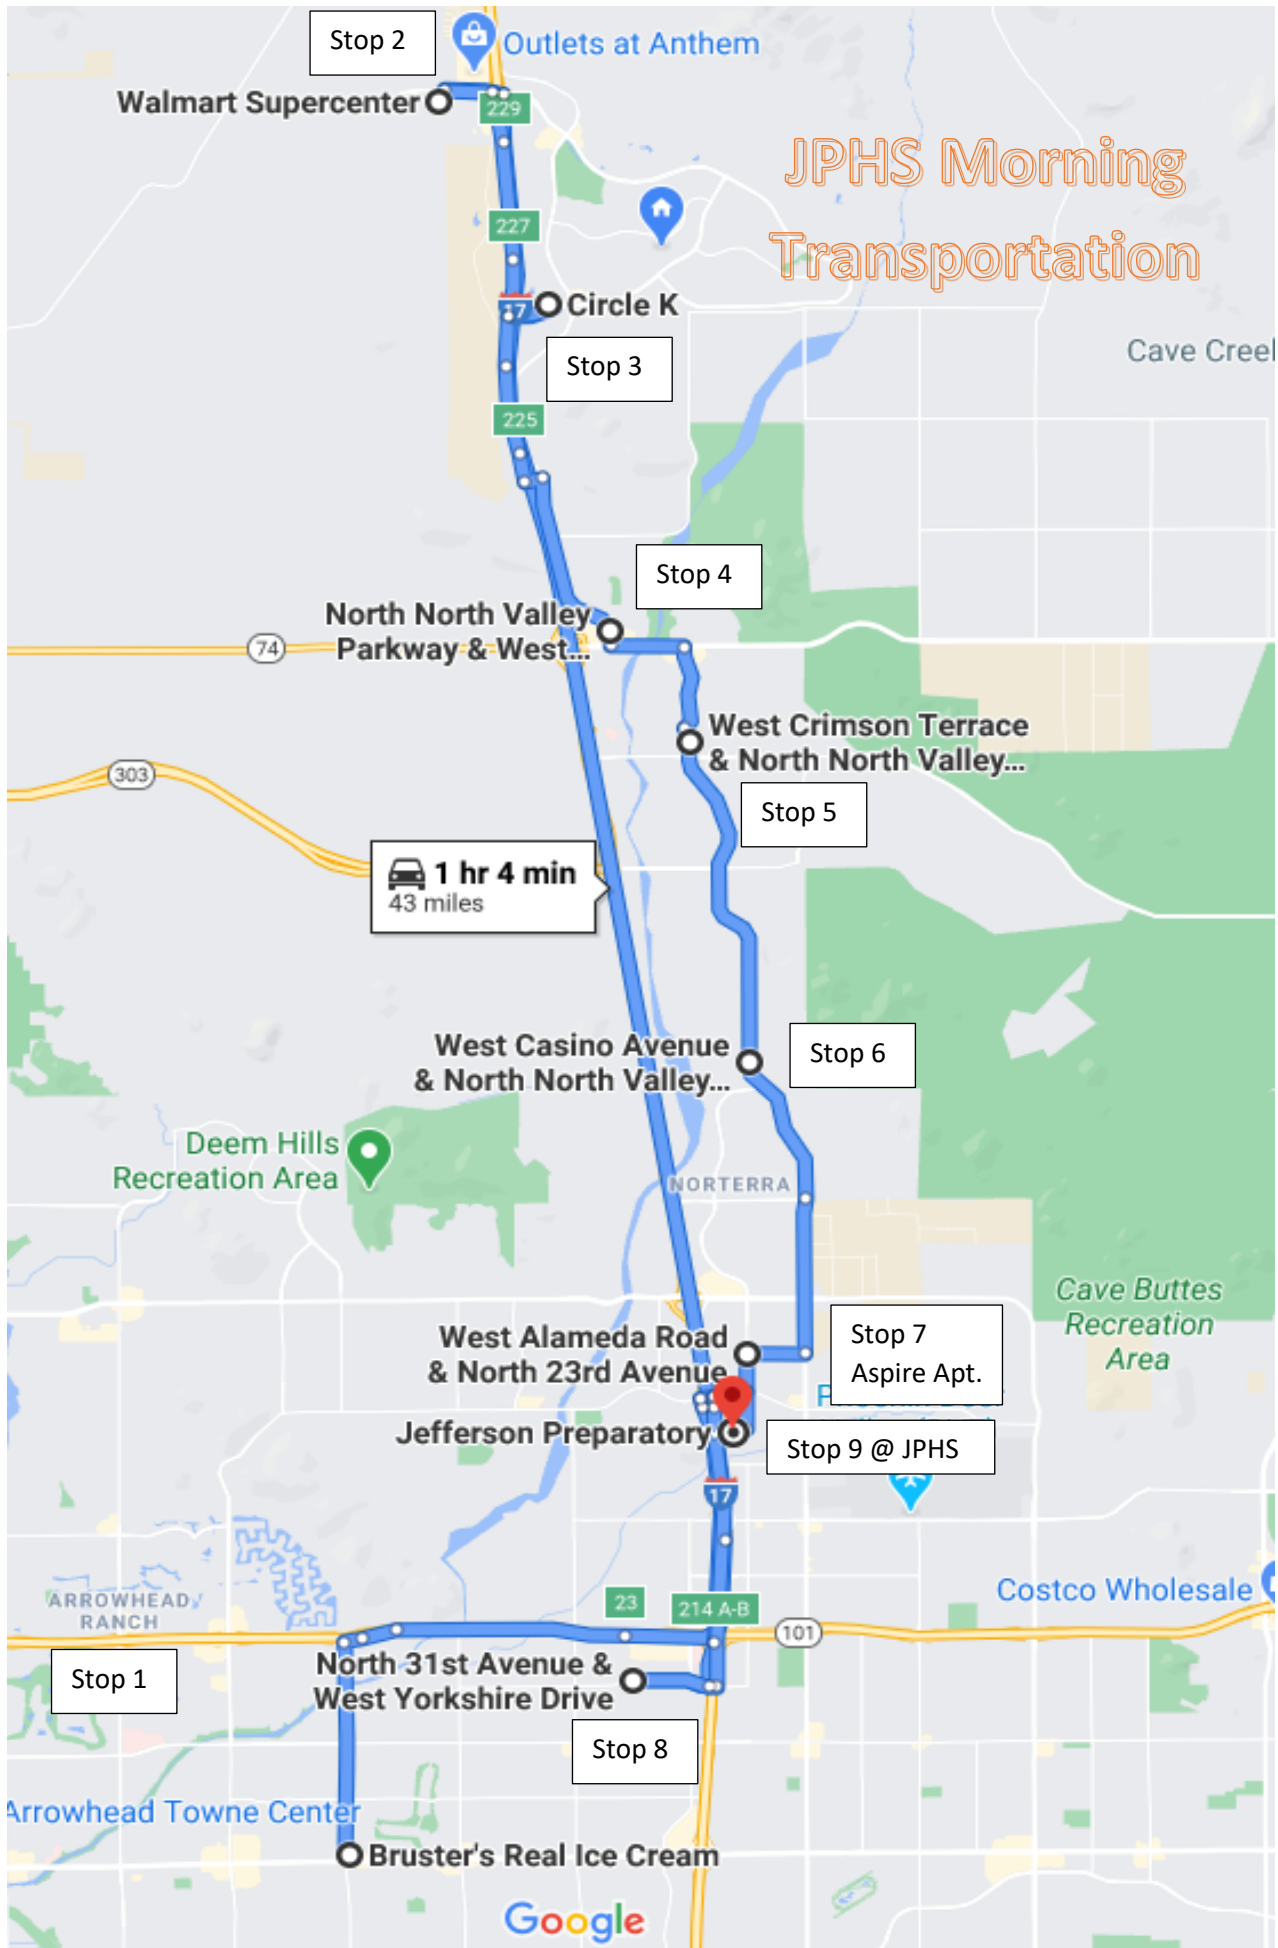 Stop 2
Outlets at Anthem
Walmart Supercenter
229
JPHS Morning
Transportation
227
17
Circle K
Stop 3
Cave Creek
225
Stop 4
North North Valley
Parkway & West...
74
West Crimson Terrace
& North North Valley...
303
Stop 5
1 hr 4 min
43 miles
West Casino Avenue
& North North Valley...
Stop 6
Deem Hills
Recreation Area
NORTERRA
Cave Buttes
Recreation
Area
West Alameda Road
& North 23rd Avenue
Stop 7
Aspire Apt.
Jefferson Preparatory
Stop 9 @ JPHS
17
Costco Wholesale
ARROWHEAD
RANCH
23
214 A-B
101
Stop 1
North 31st Avenue &
West Yorkshire Drive
Stop 8
Arrowhead Towne Center
Bruster's Real Ice Cream
Google